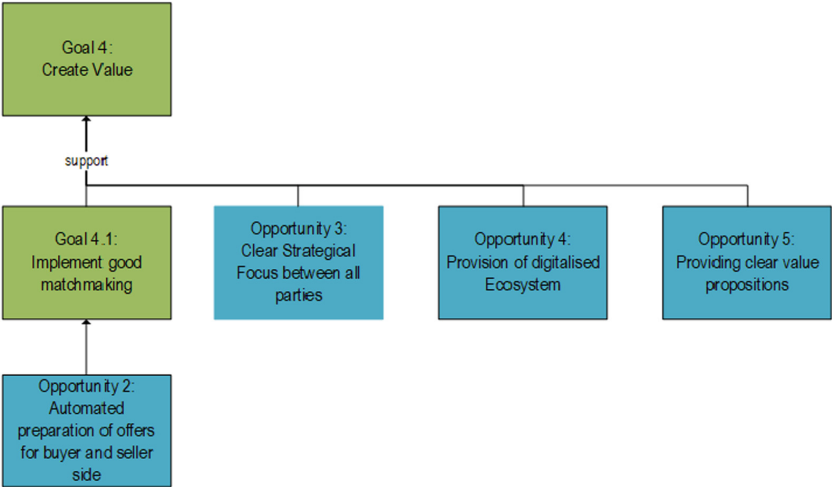 Goal 4:
Create Value
support
Goal 4.1:
Implement good
matchmaking
Opportunity 3:
Clear Strategical
Focus between all
parties
Opportunity 4:
Provision of digitalised
Ecosystem
Opportunity 5:
Providing clear value
propositions
Opportunity 2:
Automated
preparation of offers
for buyer and seller
side